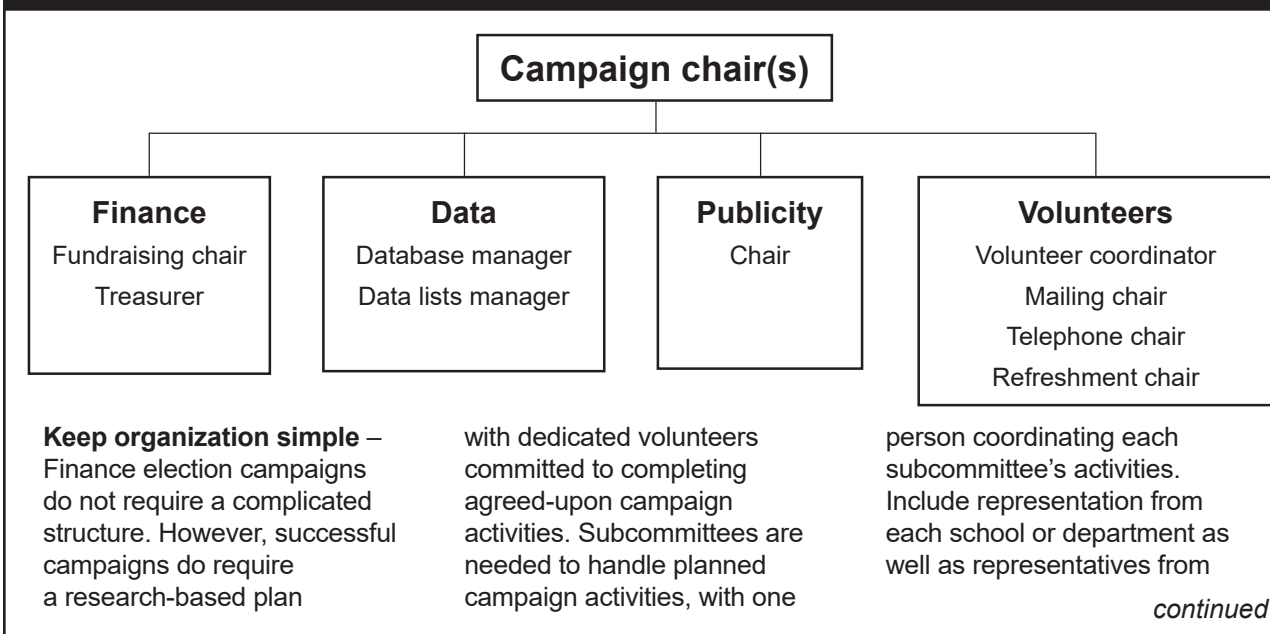 Campaign chair(s)
Finance
Fundraising chair
Treasurer
Data
Database manager
Data lists manager
Publicity
Chair
Volunteers
Volunteer coordinator
Mailing chair
Telephone chair
Refreshment chair
Keep organization simple –
Finance election campaigns
do not require a complicated
structure. However, successful
campaigns do require
a research-based plan
with dedicated volunteers
committed to completing
agreed-upon campaign
activities. Subcommittees are
needed to handle planned
campaign activities, with one
person coordinating each
subcommittee’s activities.
Include representation from
each school or department as
well as representatives from
continued